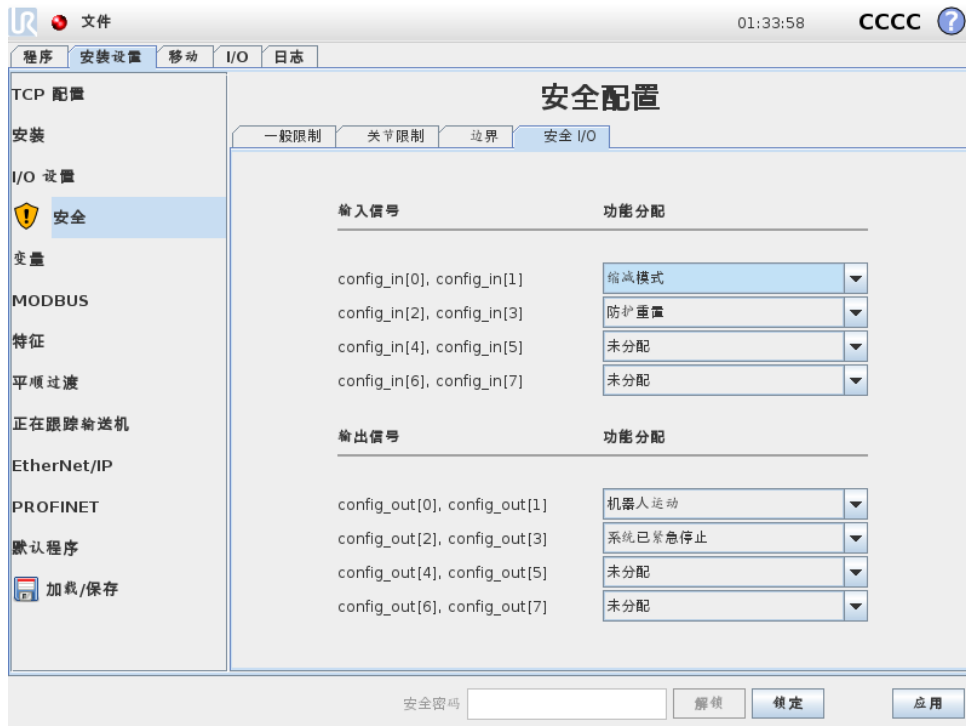 UR 文件 01:33:58 CCCC ?
程序 安装设置 移动 I/O 日志
TCP 配置
安装
I/O 设置
安全
变量
MODBUS
特征
平顺过渡
正在跟踪输送机
EtherNet/IP
PROFINET
默认程序
加载/保存
安全配置
一般限制 关节限制 边界 安全 I/O
输入信号 功能分配
config_in[0], config_in[1] 缩减模式
config_in[2], config_in[3] 防护重置
config_in[4], config_in[5] 未分配
config_in[6], config_in[7] 未分配
输出信号 功能分配
config_out[0], config_out[1] 机器人运动
config_out[2], config_out[3] 系统已紧急停止
config_out[4], config_out[5] 未分配
config_out[6], config_out[7] 未分配
安全密码 解锁 锁定 应用